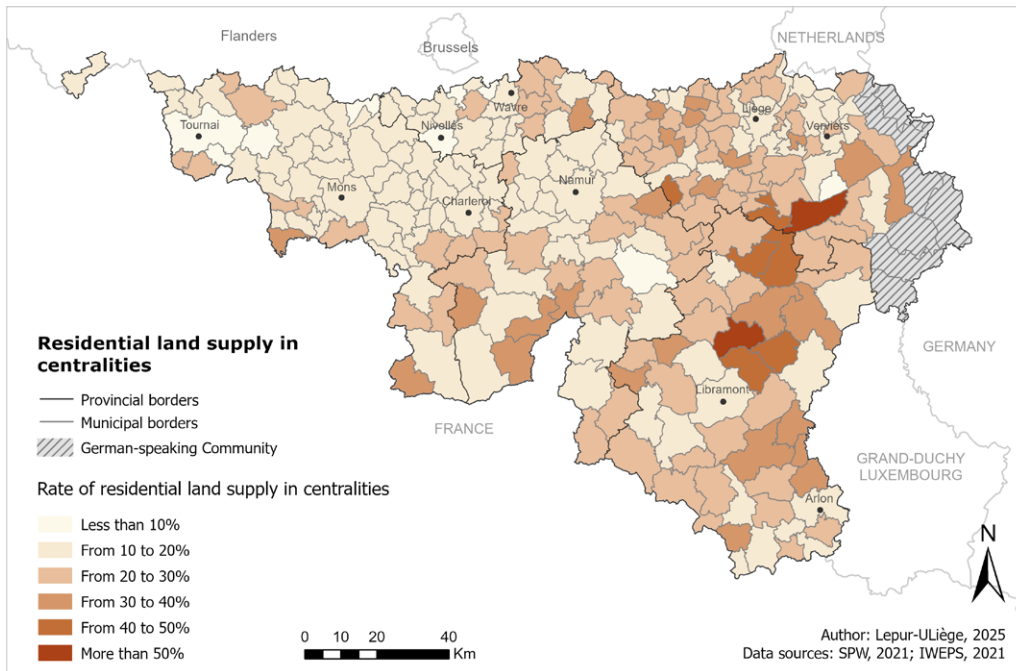 Flanders
Brussels
NETHERLANDS
Wavre
Liège
Tournai
Nivelles
Verviers
Mons
Namur
Charleroi
Residential land supply in
centralities
Provincial borders
Municipal borders
German-speaking Community
GERMANY
Libramont
FRANCE
GRAND-DUCHY
LUXEMBOURG
Rate of residential land supply in centralities
Arlon
Less than 10%
From 10 to 20%
From 20 to 30%
From 30 to 40%
From 40 to 50%
More than 50%
N
0 10 20 40
Km
Author: Lepur-ULiège, 2025
Data sources: SPW, 2021; IWEPS, 2021